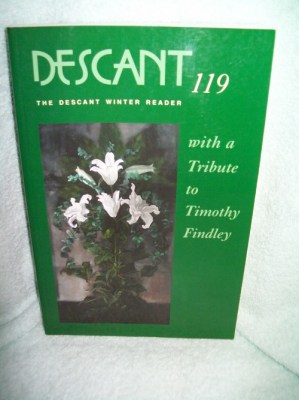 DESCANT 119
THE DESCANT WINTER READER
with a
Tribute
to
Timothy
Findley